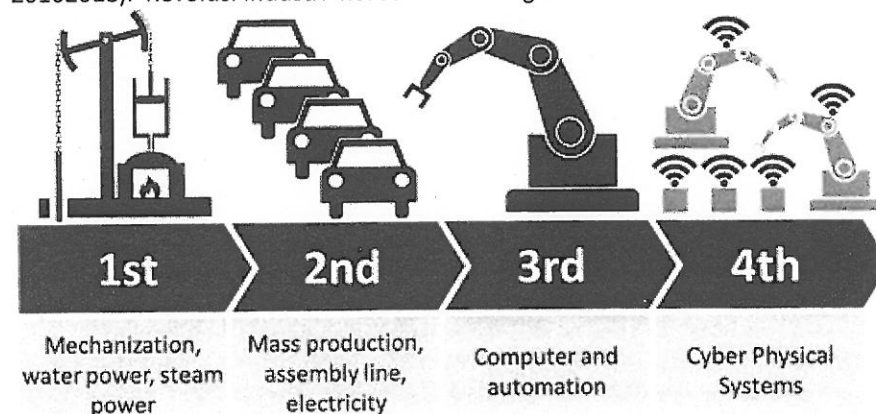 1st
2nd
3rd
4th
Mechanization,
water power, steam
power
Mass production,
assembly line,
electricity
Computer and
automation
Cyber Physical
Systems